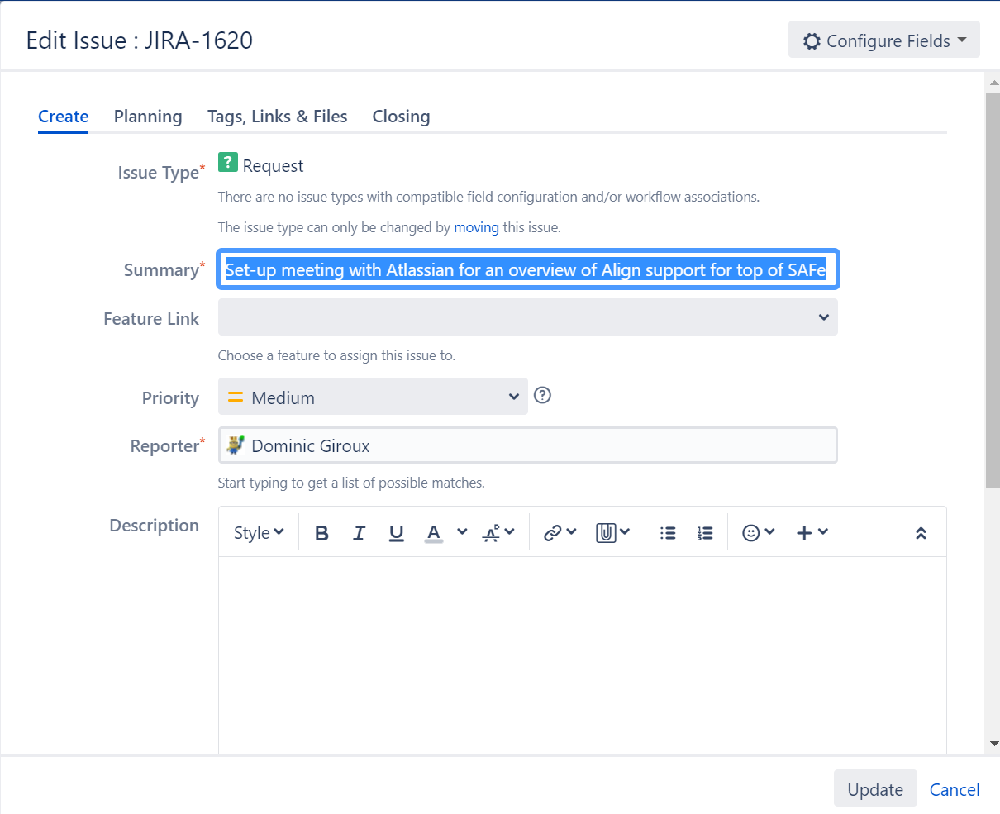 Edit Issue : JIRA-1620
Configure Fields
Create Planning Tags, Links & Files Closing
Issue Type* ? Request
There are no issue types with compatible field configuration and/or workflow associations.
The issue type can only be changed by moving this issue.
Summary* Set-up meeting with Atlassian for an overview of Align support for top of SAFe
Feature Link
Choose a feature to assign this issue to.
Priority Medium ?
Reporter* Dominic Giroux
Start typing to get a list of possible matches.
Description Style B I U A
Update Cancel